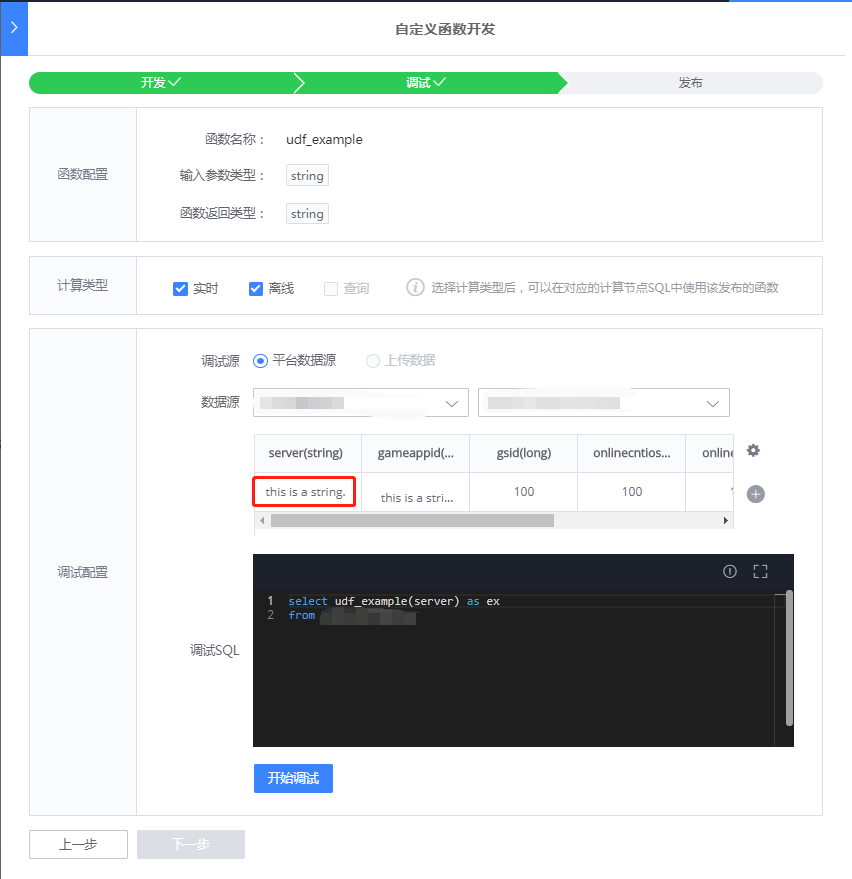 自定义函数开发
开发
调试
发布
函数配置
函数名称： udf_example
输入参数类型： string
函数返回类型： string
计算类型
实时 离线 查询 选择计算类型后，可以在对应的计算节点SQL中使用该发布的函数
调试配置
调试源 平台数据源 上传数据
数据源
server(string) gameappid(... gsid(long) onlinecntios... online
this is a string. this is a stri... 100 100
调试SQL
1 select udf_example(server) as ex
2 from
开始调试
上一步 下一步